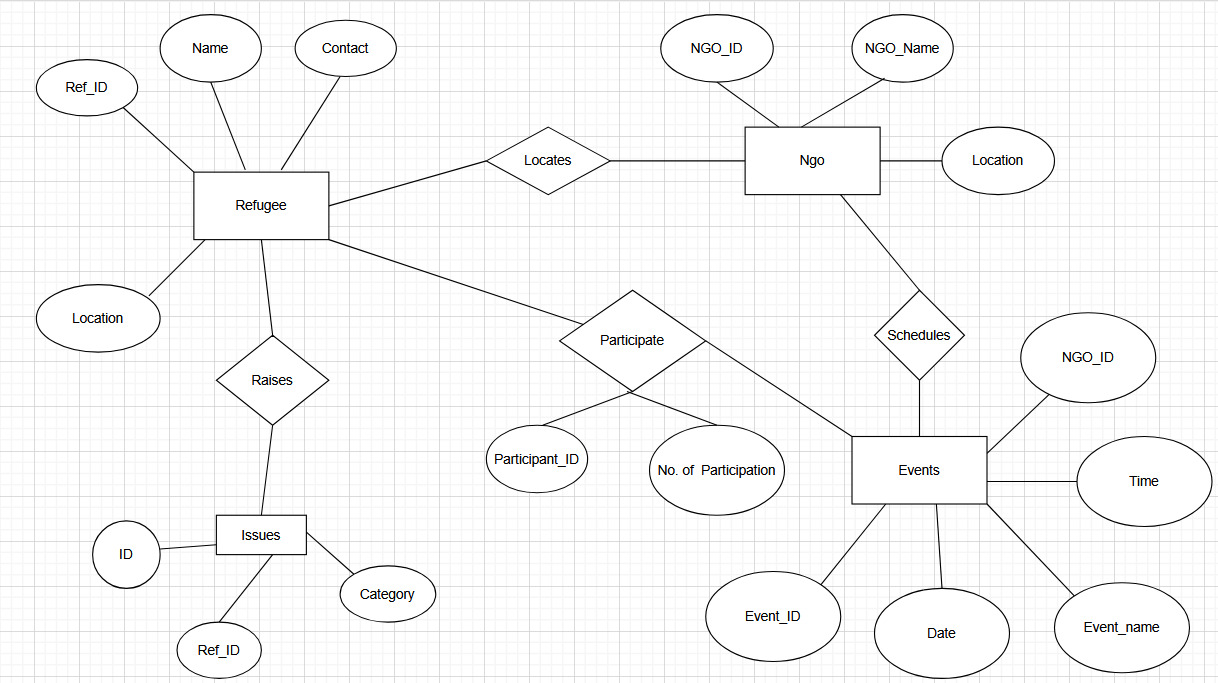 Name
Contact
NGO_ID
NGO_Name
Ref_ID
Locates
Ngo
Location
Refugee
Location
Participate
Schedules
NGO_ID
Raises
Participant_ID
No. of  Participation
Events
Time
Issues
ID
Category
Event_ID
Date
Event_name
Ref_ID